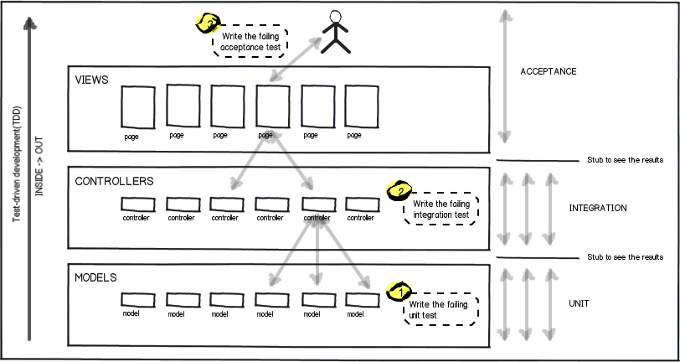 3
Write the failing
acceptance test
ACCEPTANCE
VIEWS
page page page page page page
Stub to see the results
CONTROLLERS
2
Write the failing
integration test
controller controller controller controller controller controller
INTEGRATION
Stub to see the results
MODELS
1
Write the failing
unit test
model model model model model model
UNIT
Test-driven development(TDD)
INSIDE -> OUT